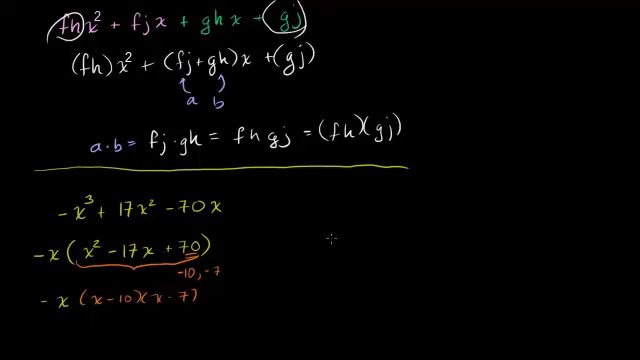 fhx² + fjx + ghx + gj
(fh)x² + (fj+gh)x + (gj)
a b
a·b = fj·gh = fhgj = (fh)(gj)
-x³ + 17x² - 70x
-x(x² - 17x + 70)
-10, -7
-x(x-10)(x-7)